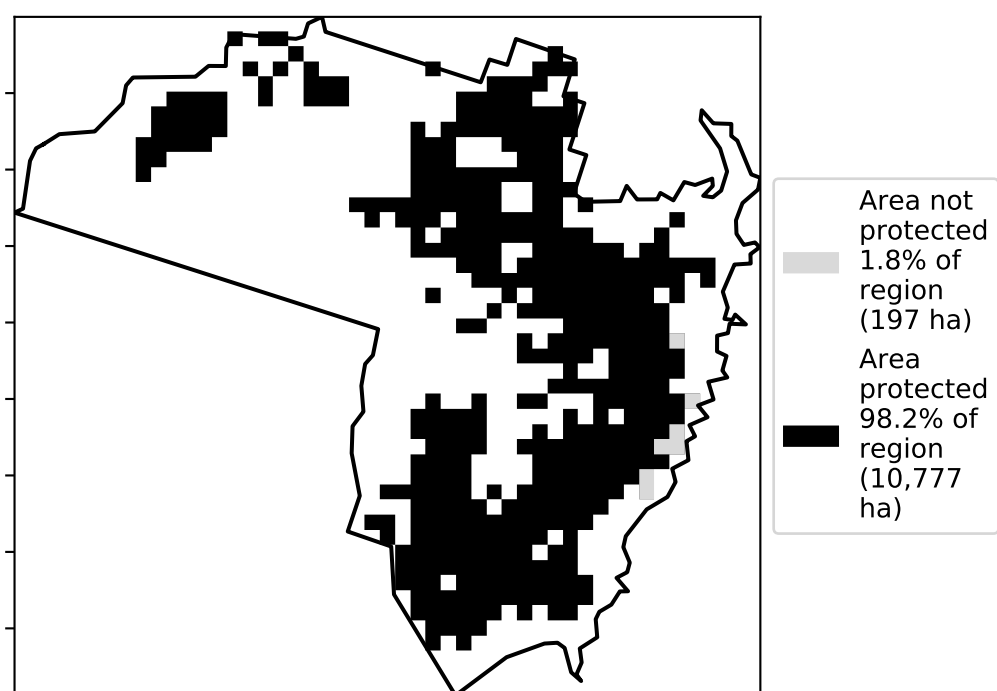 Area not
protected
1.8% of
region
(197 ha)
Area
protected
98.2% of
region
(10,777
ha)